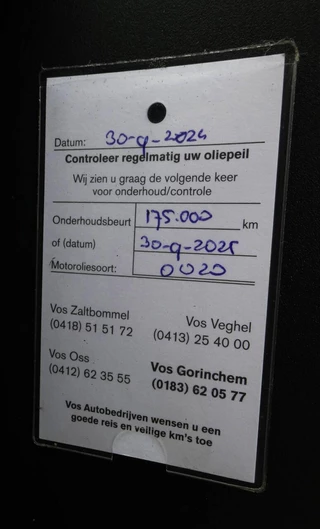 Datum: 30-9-2024
Controleer regelmatig uw oliepeil
Wij zien u graag de volgende keer
voor onderhoud/controle
Onderhoudsbeurt 175.000 km
of (datum) 30-9-2025
Motoroliesoort: 0020
Vos Zaltbommel
(0418) 51 51 72
Vos Veghel
(0413) 25 40 00
Vos Oss
(0412) 62 35 55
Vos Gorinchem
(0183) 62 05 77
Vos Autobedrijven wensen u een
goede reis en veilige km's toe